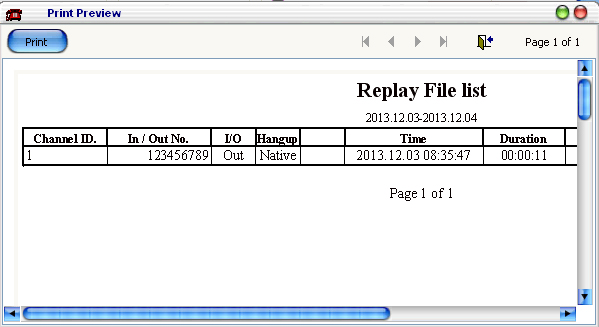 Print Preview
Print
Page 1 of 1
Replay File list
2013.12.03-2013.12.04
Channel ID. In / Out No. I/O Hangup Time Duration
1 123456789 Out Native 2013.12.03 08:35:47 00:00:11
Page 1 of 1